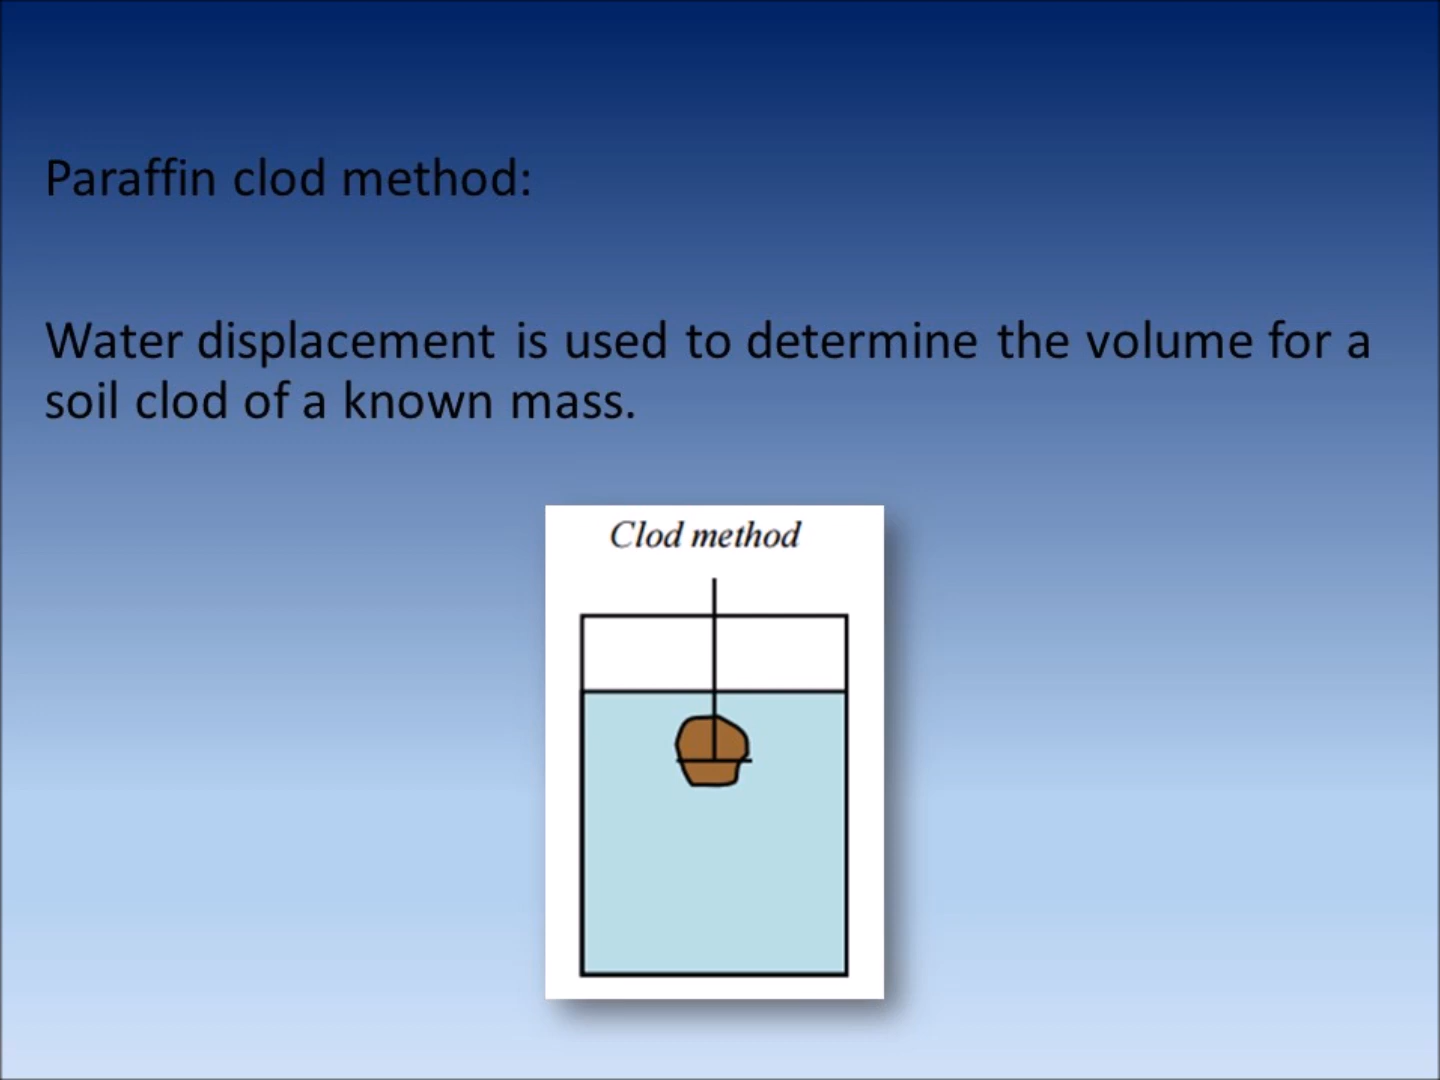 Paraffin clod method:
Water displacement is used to determine the volume for a
soil clod of a known mass.
Clod method